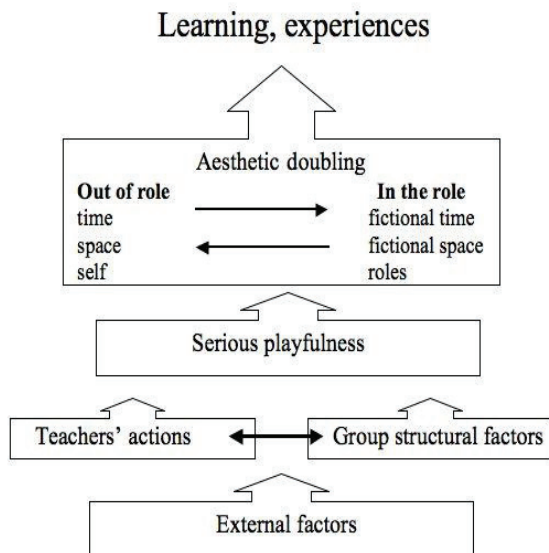 Learning, experiences
Aesthetic doubling
Out of role In the role
time fictional time
space fictional space
self roles
Serious playfulness
Teachers’ actions Group structural factors
External factors